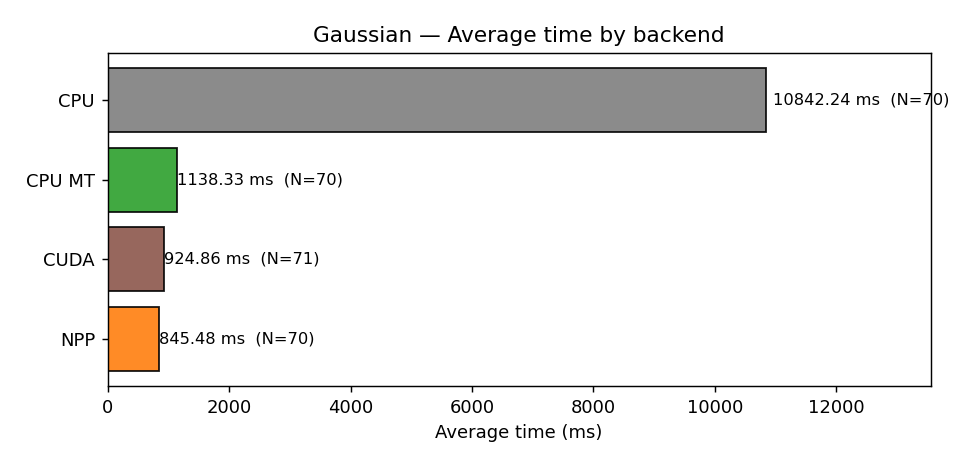 Gaussian — Average time by backend
CPU
10842.24 ms  (N=70)
CPU MT
1138.33 ms  (N=70)
CUDA
924.86 ms  (N=71)
NPP
845.48 ms  (N=70)
0 2000 4000 6000 8000 10000 12000
Average time (ms)